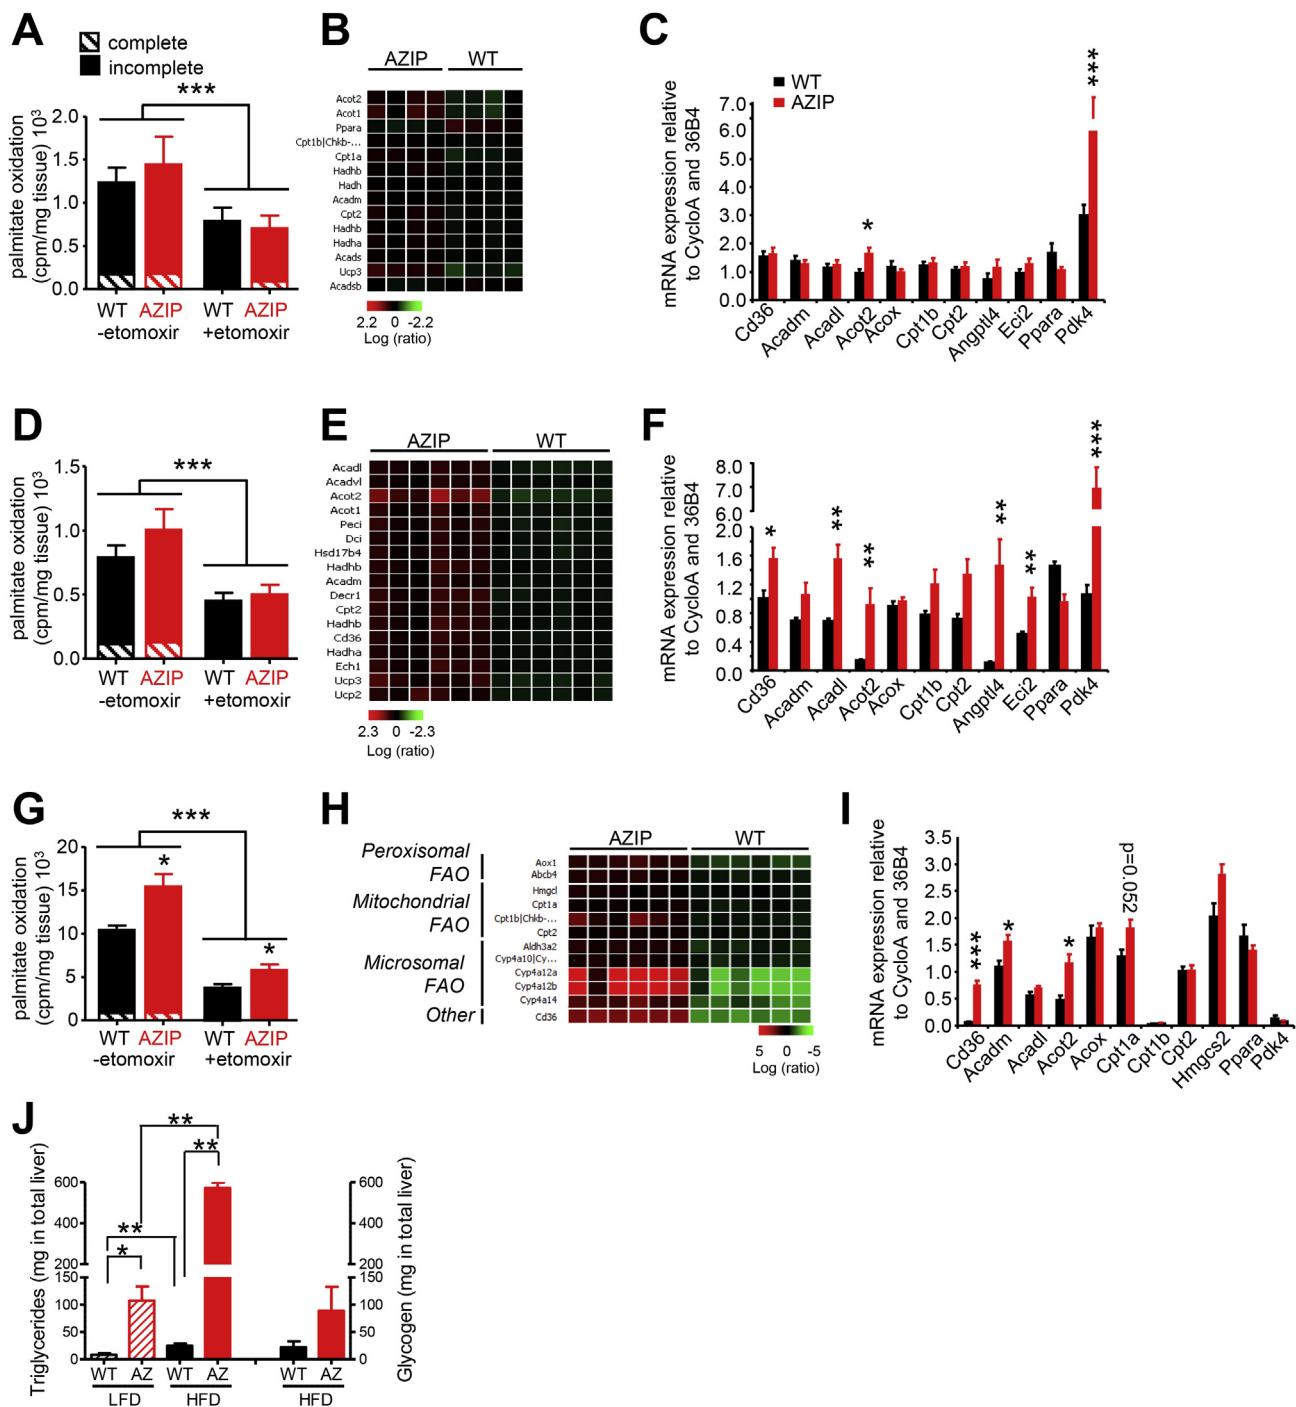 A
complete
incomplete
***
palmitate oxidation
(cpm/mg tissue) 10³
2.0
1.5
1.0
0.5
0.0
WT AZIP WT AZIP
-etomoxir +etomoxir
B
AZIP WT
Acot2
Acot1
Ppara
Cpt1b|Chkb-...
Cpt1a
Hadhb
Hadh
Acadm
Cpt2
Hadhb
Hadha
Acads
Ucp3
Acadsb
2.2 0 -2.2
Log (ratio)
C
WT
AZIP
mRNA expression relative
to CycloA and 36B4
7.0
6.0
5.0
4.0
3.0
2.0
1.0
0.0
*
***
Cd36 Acadm Acadl Acot2 Acox Cpt1b Cpt2 Angptl4 Eci2 Ppara Pdk4
D
***
palmitate oxidation
(cpm/mg tissue) 10³
1.5
1.0
0.5
0.0
WT AZIP WT AZIP
-etomoxir +etomoxir
E
AZIP WT
Acadl
Acadvl
Acot2
Acot1
Peci
Dci
Hsd17b4
Hadhb
Acadm
Decr1
Cpt2
Hadhb
Cd36
Hadha
Ech1
Ucp3
Ucp2
2.3 0 -2.3
Log (ratio)
F
mRNA expression relative
to CycloA and 36B4
8.0
7.0
6.0
2.0
1.6
1.2
0.8
0.4
0.0
* ** ** ** ** ***
Cd36 Acadm Acadl Acot2 Acox Cpt1b Cpt2 Angptl4 Eci2 Ppara Pdk4
G
***
* *
palmitate oxidation
(cpm/mg tissue) 10³
20
15
10
5
0
WT AZIP WT AZIP
-etomoxir +etomoxir
H
AZIP WT
Peroxisomal
FAO
Mitochondrial
FAO
Microsomal
FAO
Other
Aox1
Abcb4
Hmgcl
Cpt1a
Cpt1b|Chkb-...
Cpt2
Aldh3a2
Cyp4a10|Cy...
Cyp4a12a
Cyp4a12b
Cyp4a14
Cd36
5 0 -5
Log (ratio)
I
mRNA expression relative
to CycloA and 36B4
3.5
3.0
2.5
2.0
1.5
1.0
0.5
0.0
*** * * p=0.052
Cd36 Acadm Acadl Acot2 Acox Cpt1a Cpt1b Cpt2 Hmgcs2 Ppara Pdk4
J
**
**
**
*
Triglycerides (mg in total liver)
600
400
200
150
100
50
0
Glycogen (mg in total liver)
600
400
200
150
100
50
0
WT AZ WT AZ WT AZ
LFD HFD HFD